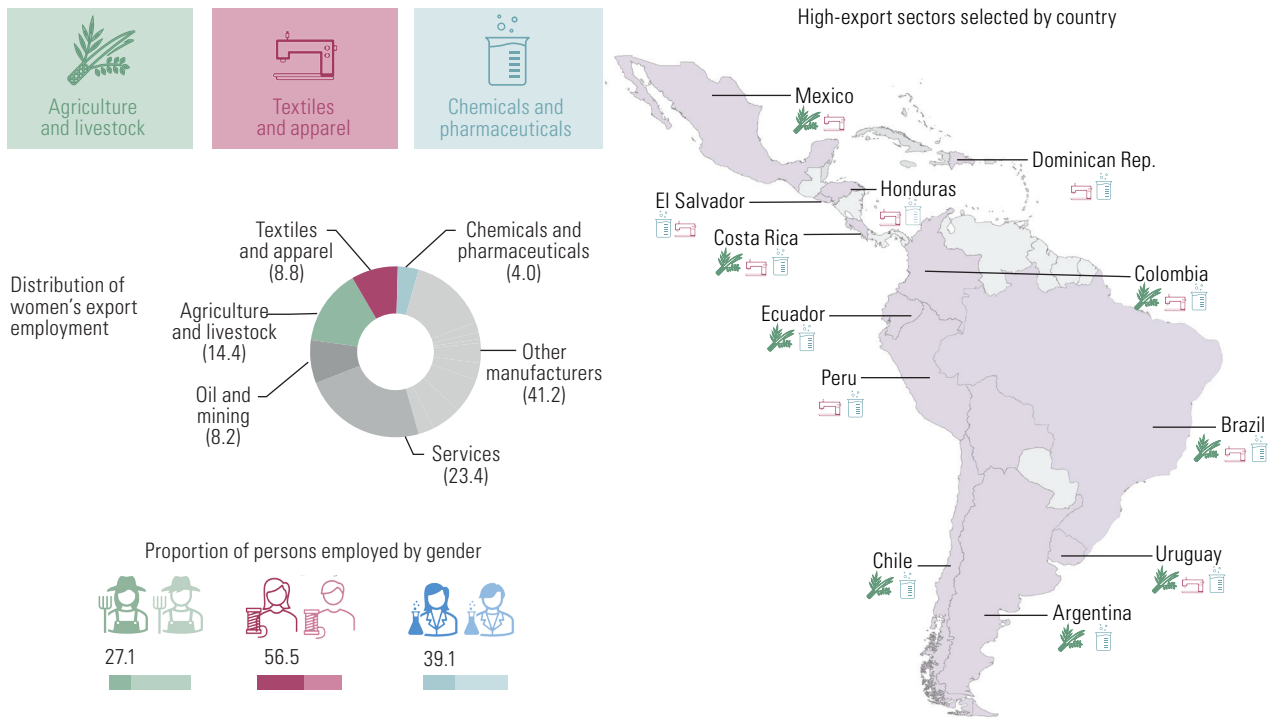 Agriculture
and livestock
Textiles
and apparel
Chemicals and
pharmaceuticals
High-export sectors selected by country
Mexico
Dominican Rep.
Honduras
El Salvador
Costa Rica
Colombia
Ecuador
Peru
Brazil
Chile
Uruguay
Argentina
Distribution of
women's export
employment
Textiles
and apparel
(8.8)
Chemicals and
pharmaceuticals
(4.0)
Agriculture
and livestock
(14.4)
Other
manufacturers
(41.2)
Oil and
mining
(8.2)
Services
(23.4)
Proportion of persons employed by gender
27.1
56.5
39.1